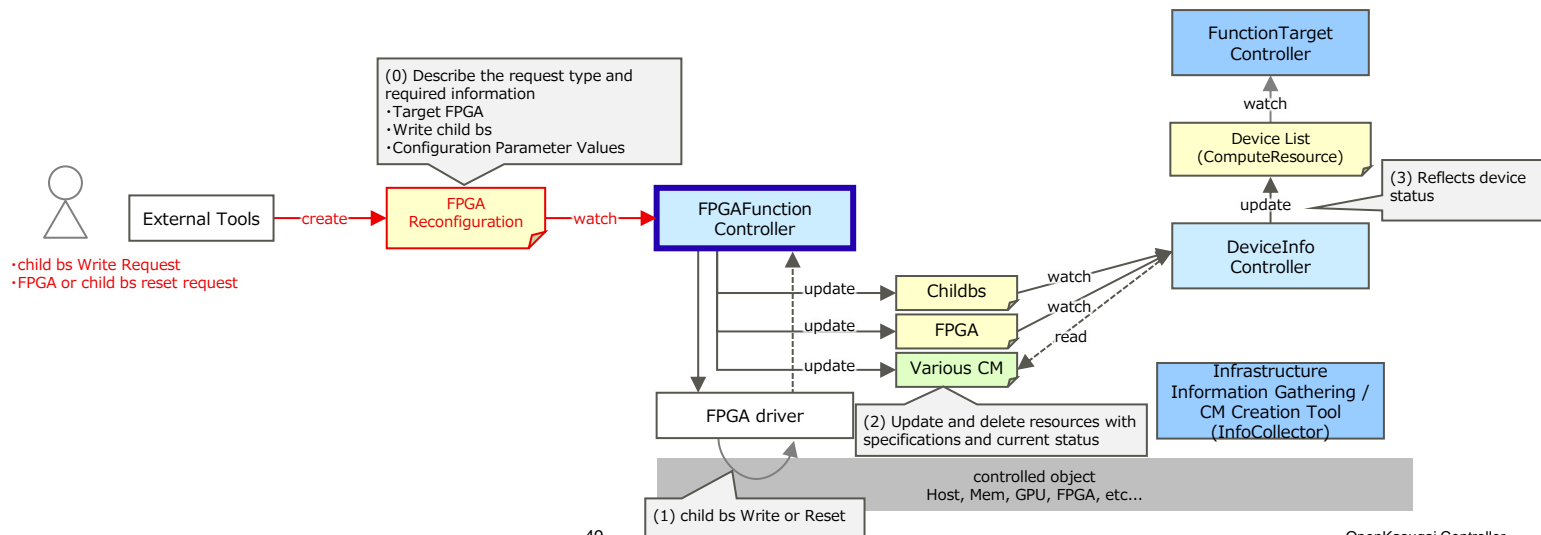 FunctionTarget
Controller
watch
Device List
(ComputeResource)
(0) Describe the request type and
required information
・Target FPGA
・Write child bs
・Configuration Parameter Values
(3) Reflects device
status
update
External Tools
create
FPGA
Reconfiguration
watch
FPGAFunction
Controller
DeviceInfo
Controller
・child bs Write Request
・FPGA or child bs reset request
update
Childbs
watch
update
FPGA
watch
read
update
Various CM
Infrastructure
Information Gathering /
CM Creation Tool
(InfoCollector)
FPGA driver
(2) Update and delete resources with
specifications and current status
controlled object
Host, Mem, GPU, FPGA, etc...
(1) child bs Write or Reset